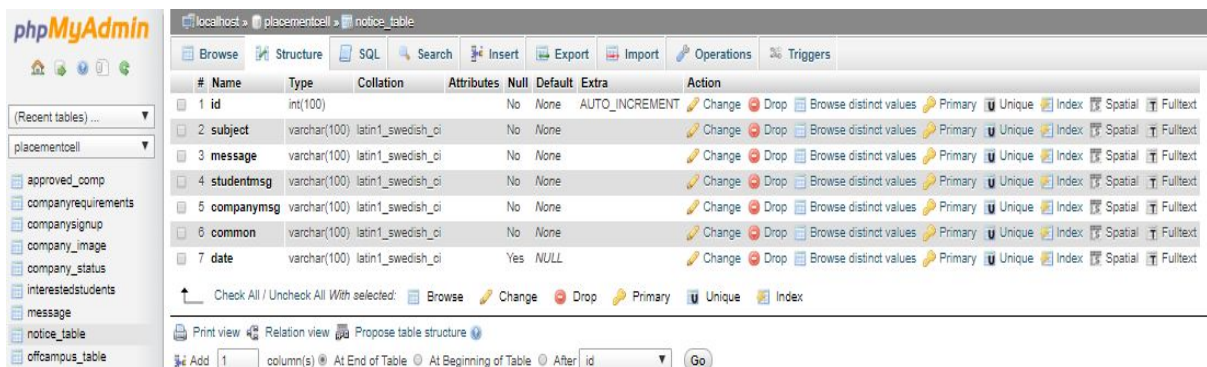 phpMyAdmin
localhost » placementcell » notice_table
Browse Structure SQL Search Insert Export Import Operations Triggers
# Name Type Collation Attributes Null Default Extra Action
1 id int(100) No None AUTO_INCREMENT Change Drop Browse distinct values Primary Unique Index Spatial Fulltext
2 subject varchar(100) latin1_swedish_ci No None Change Drop Browse distinct values Primary Unique Index Spatial Fulltext
3 message varchar(100) latin1_swedish_ci No None Change Drop Browse distinct values Primary Unique Index Spatial Fulltext
4 studentmsg varchar(100) latin1_swedish_ci No None Change Drop Browse distinct values Primary Unique Index Spatial Fulltext
5 companymsg varchar(100) latin1_swedish_ci No None Change Drop Browse distinct values Primary Unique Index Spatial Fulltext
6 common varchar(100) latin1_swedish_ci No None Change Drop Browse distinct values Primary Unique Index Spatial Fulltext
7 date varchar(100) latin1_swedish_ci Yes NULL Change Drop Browse distinct values Primary Unique Index Spatial Fulltext
Check All / Uncheck All With selected: Browse Change Drop Primary Unique Index
Print view Relation view Propose table structure
Add 1 column(s) At End of Table At Beginning of Table After id Go
(Recent tables) ...
placementcell
approved_comp
companyrequirements
companysignup
company_image
company_status
interestedstudents
message
notice_table
offcampus_table